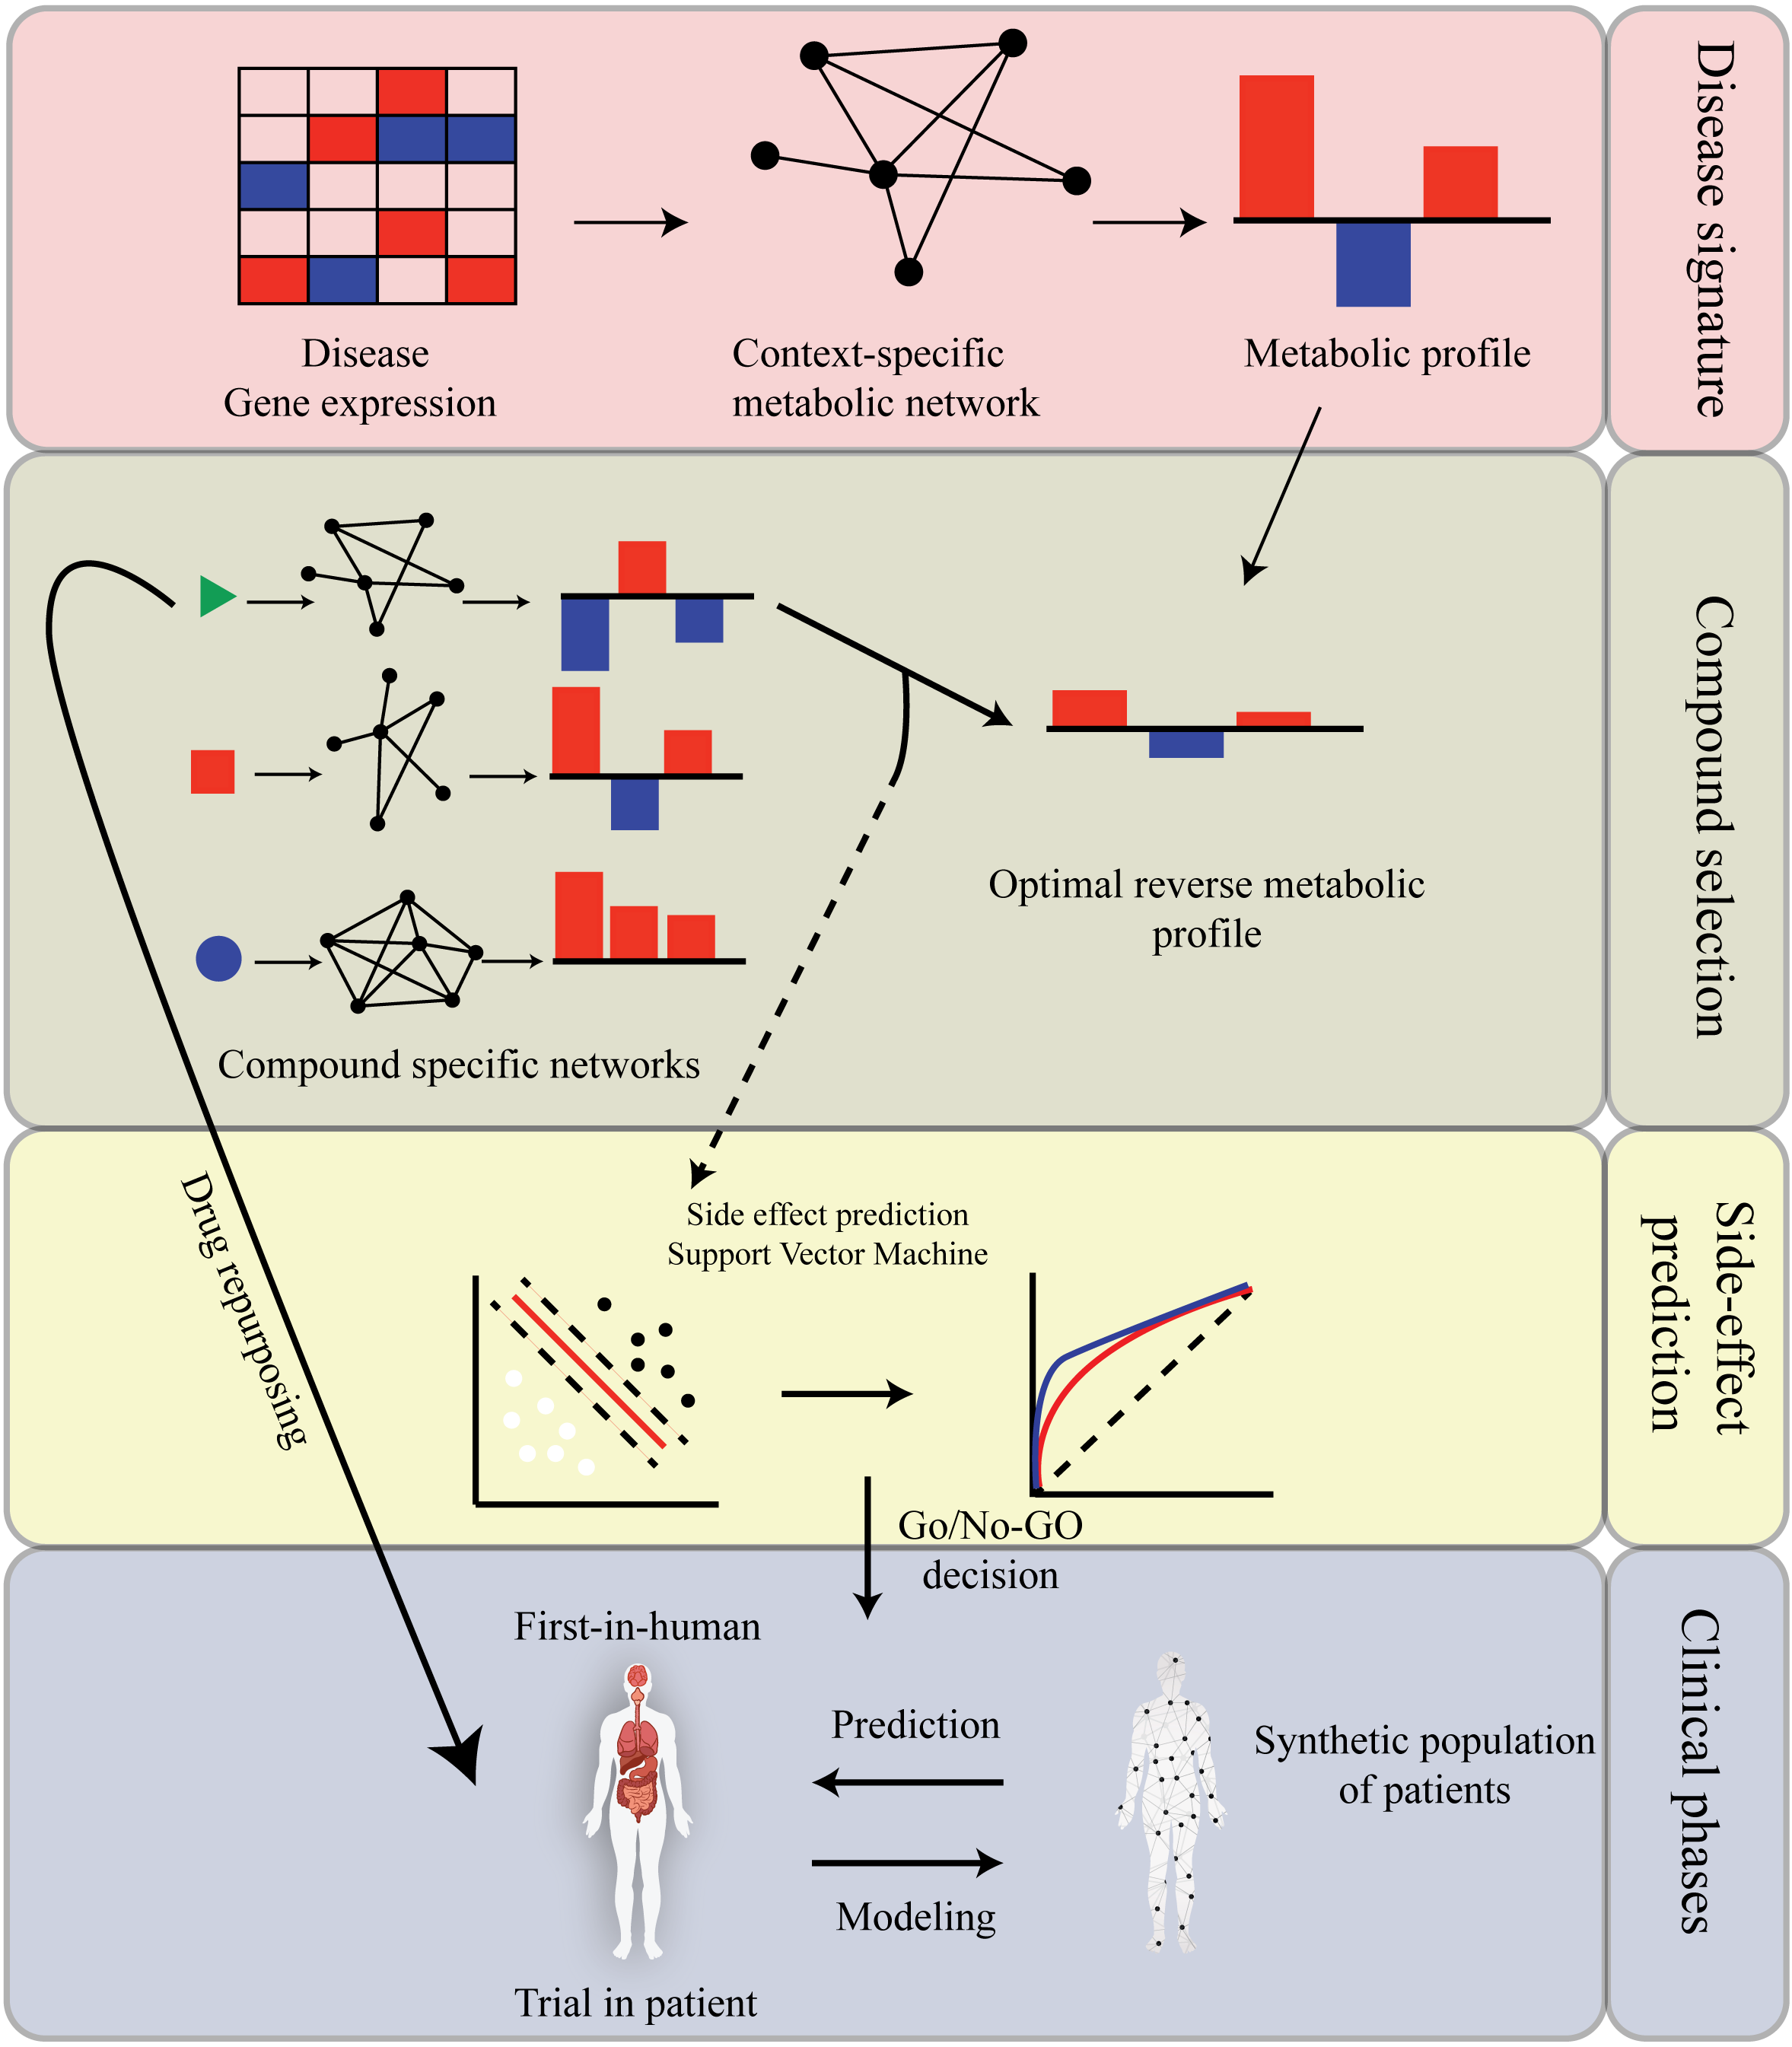 Disease signature
Disease
Gene expression
Context-specific
metabolic network
Metabolic profile
Compound selection
Optimal reverse metabolic
profile
Compound specific networks
Drug repurposing
Side effect prediction
Support Vector Machine
Side-effect
prediction
Go/No-GO
decision
Clinical phases
First-in-human
Prediction
Synthetic population
of patients
Modeling
Trial in patient